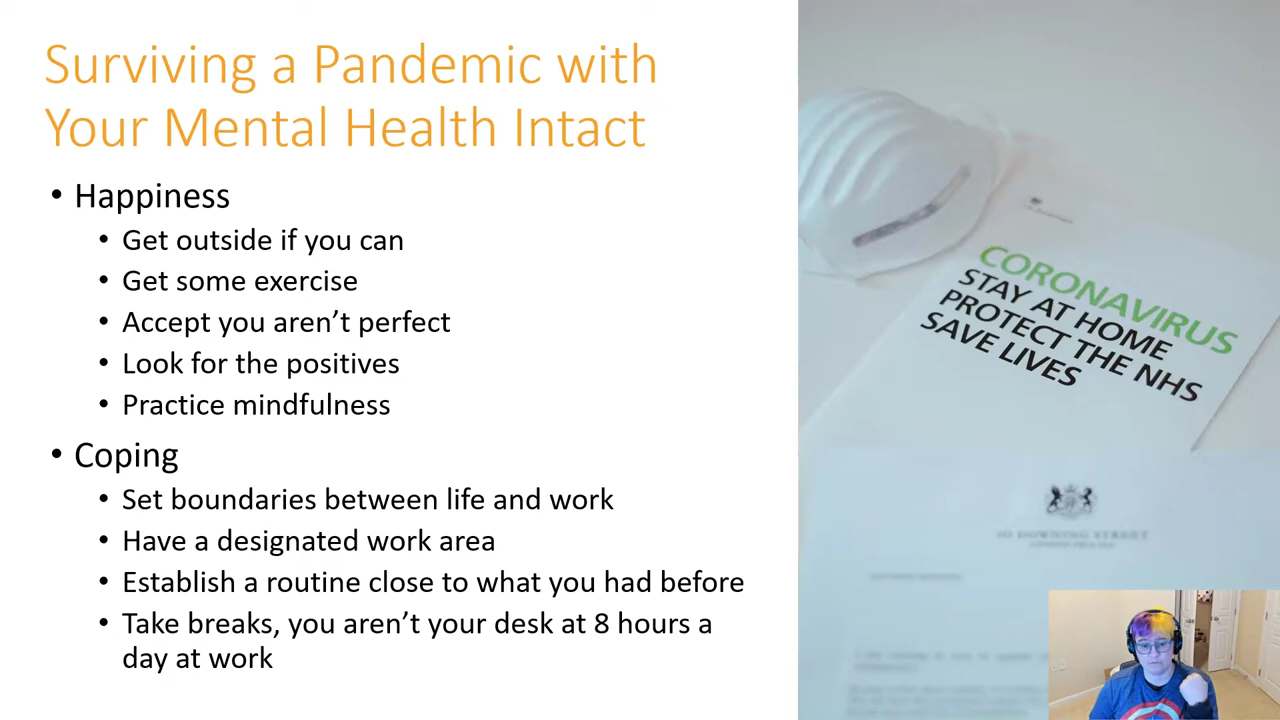 Surviving a Pandemic with
Your Mental Health Intact
• Happiness
• Get outside if you can
• Get some exercise
• Accept you aren’t perfect
• Look for the positives
• Practice mindfulness
• Coping
• Set boundaries between life and work
• Have a designated work area
• Establish a routine close to what you had before
• Take breaks, you aren’t your desk at 8 hours a
day at work
CORONAVIRUS
STAY AT HOME
PROTECT THE NHS
SAVE LIVES
10 DOWNING STREET